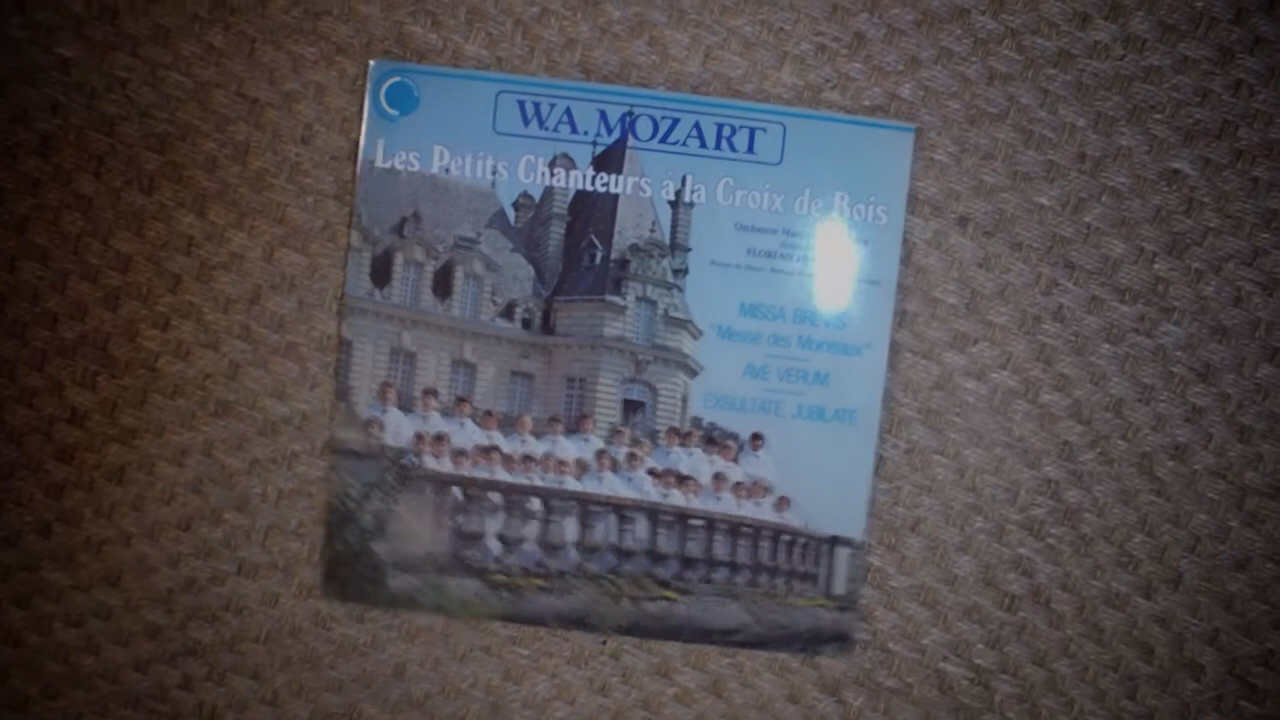 W.A. MOZART
Les Petits Chanteurs à la Croix de Bois
Orchestre
FLORIAN
MISSA BREVIS
"Messe des Moineaux"
AVE VERUM
EXSULTATE, JUBILATE